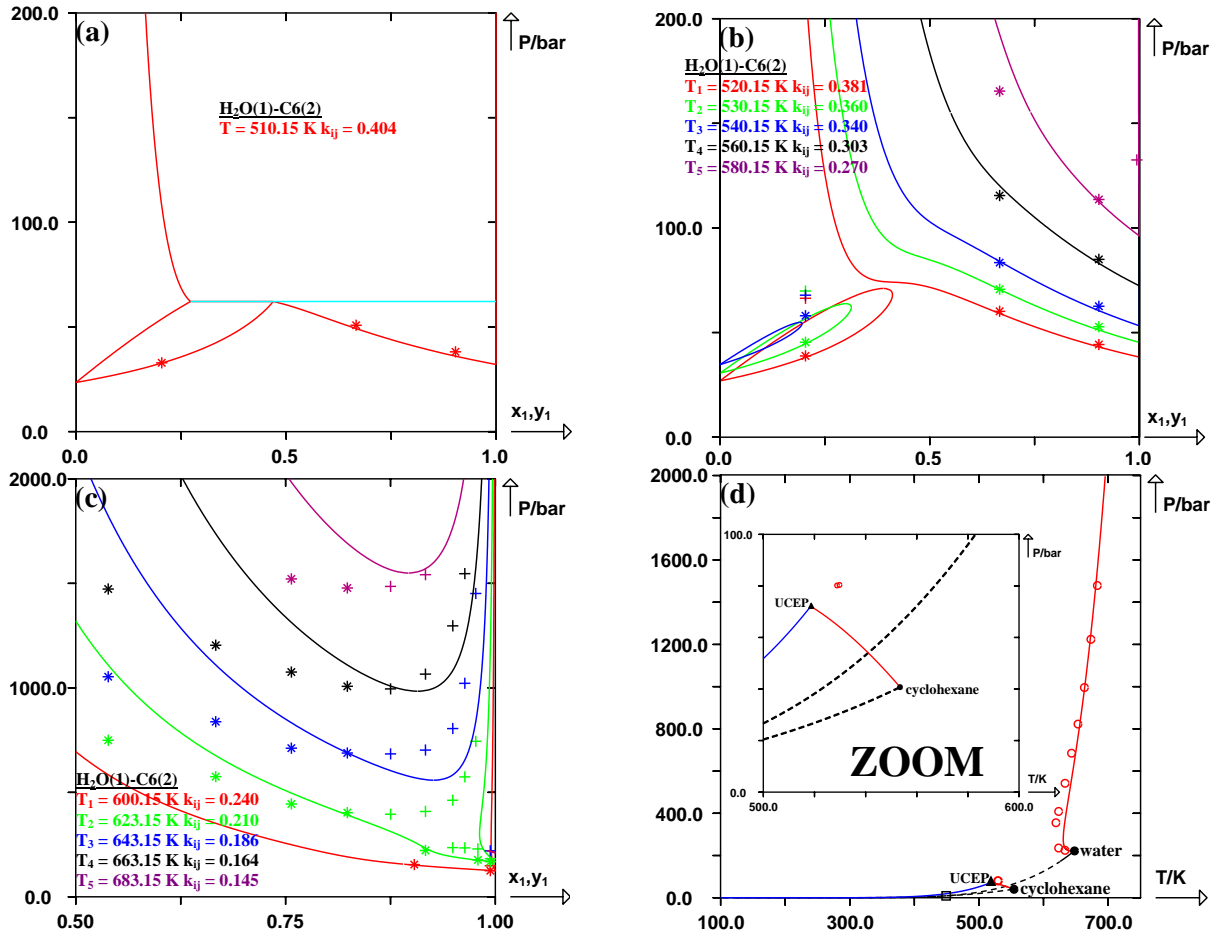 200.0
(a)
P/bar
H2O(1)-C6(2)
T = 510.15 K kij = 0.404
100.0
x1,y1
0.0
0.0
0.5
1.0
200.0
(b)
P/bar
H2O(1)-C6(2)
T1 = 520.15 K kij = 0.381
T2 = 530.15 K kij = 0.360
T3 = 540.15 K kij = 0.340
T4 = 560.15 K kij = 0.303
T5 = 580.15 K kij = 0.270
100.0
x1,y1
0.0
0.0
0.5
1.0
2000.0
(c)
P/bar
1000.0
H2O(1)-C6(2)
T1 = 600.15 K kij = 0.240
T2 = 623.15 K kij = 0.210
T3 = 643.15 K kij = 0.186
T4 = 663.15 K kij = 0.164
T5 = 683.15 K kij = 0.145
x1,y1
0.0
0.50
0.75
1.00
2000.0
(d)
P/bar
1600.0
1200.0
800.0
400.0
0.0
100.0
P/bar
UCEP
cyclohexane
ZOOM
T/K
0.0
500.0
600.0
water
UCEP
cyclohexane
T/K
100.0
300.0
500.0
700.0